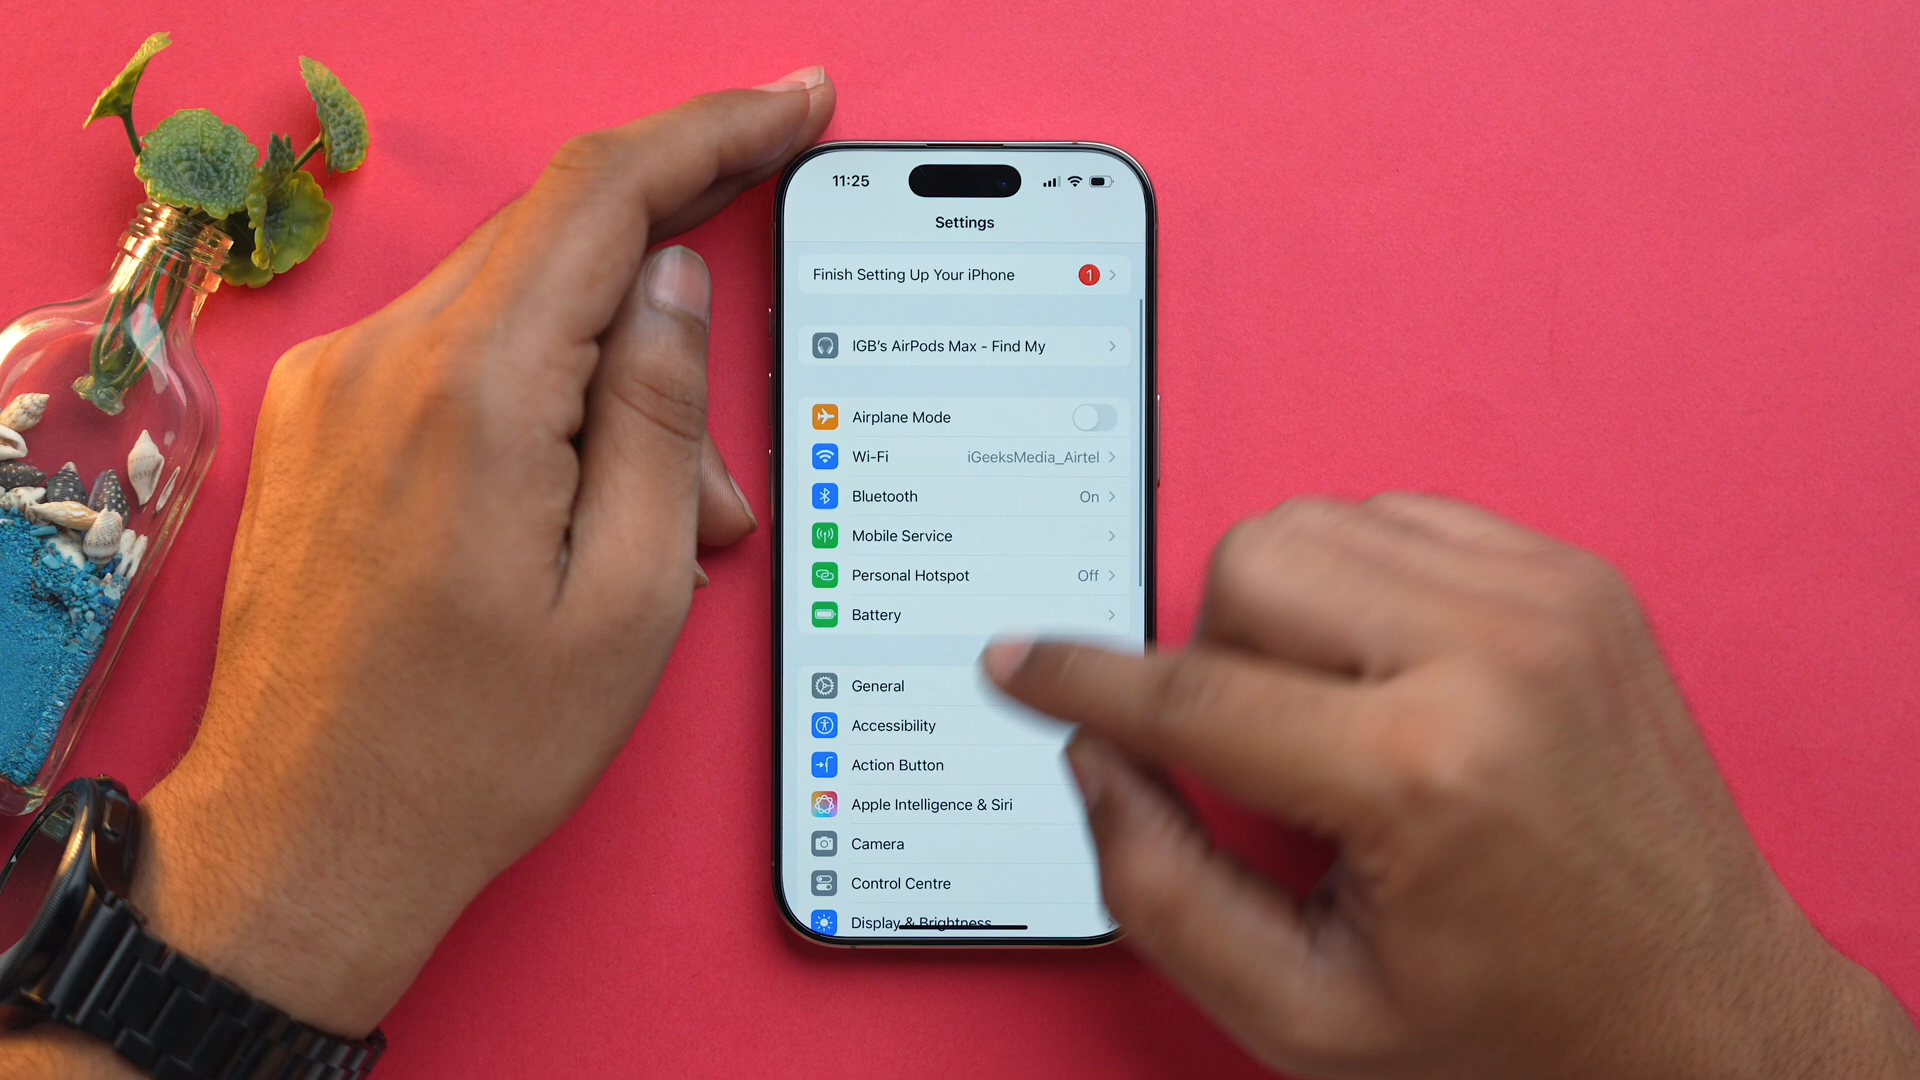 11:25
Settings
Finish Setting Up Your iPhone 1
IGB's AirPods Max - Find My
Airplane Mode
Wi-Fi iGeeksMedia_Airtel
Bluetooth On
Mobile Service
Personal Hotspot Off
Battery
General
Accessibility
Action Button
Apple Intelligence & Siri
Camera
Control Centre
Display & Brightness